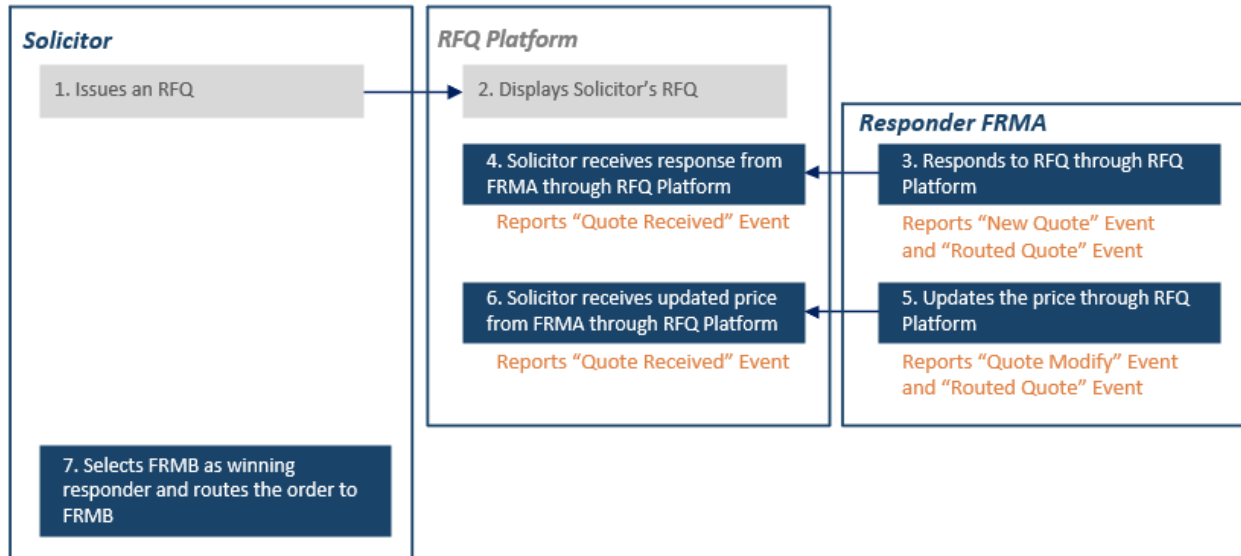 Solicitor
1. Issues an RFQ
RFQ Platform
2. Displays Solicitor's RFQ
Responder FRMA
3. Responds to RFQ through RFQ
Platform
Reports “New Quote” Event
and “Routed Quote” Event
4. Solicitor receives response from
FRMA through RFQ Platform
Reports “Quote Received” Event
5. Updates the price through RFQ
Platform
Reports “Quote Modify” Event
and “Routed Quote” Event
6. Solicitor receives updated price
from FRMA through RFQ Platform
Reports “Quote Received” Event
7. Selects FRMB as winning
responder and routes the order to
FRMB